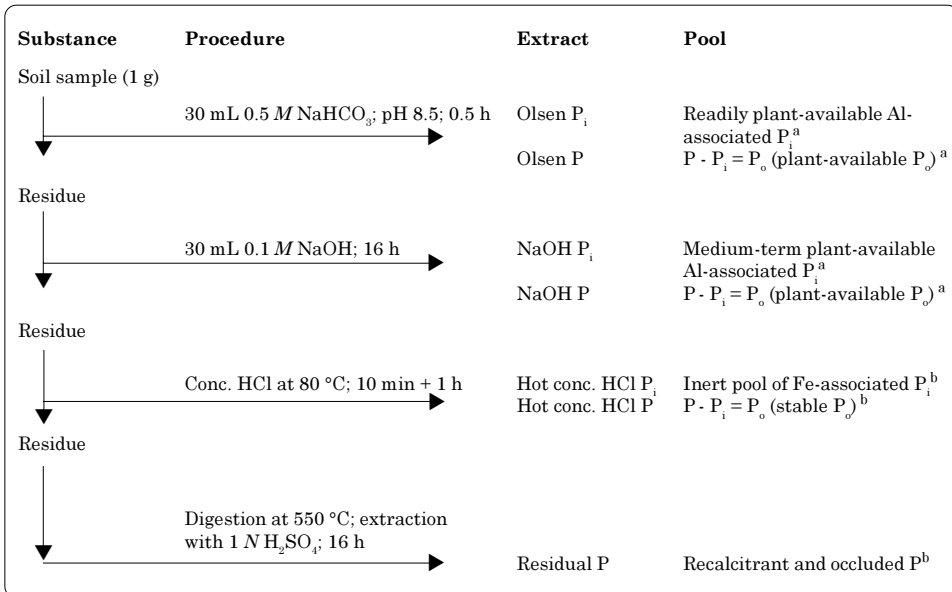 Substance Procedure Extract Pool
Soil sample (1 g)
30 mL 0.5 M NaHCO₃; pH 8.5; 0.5 h Olsen Pᵢ Readily plant-available Al-
associated Pᵢᵃ
Olsen P P - Pᵢ = Pₒ (plant-available Pₒ) ᵃ
Residue
30 mL 0.1 M NaOH; 16 h NaOH Pᵢ Medium-term plant-available
Al-associated Pᵢᵃ
NaOH P P - Pᵢ = Pₒ (plant-available Pₒ) ᵃ
Residue
Conc. HCl at 80 °C; 10 min + 1 h Hot conc. HCl Pᵢ Inert pool of Fe-associated Pᵢᵇ
Hot conc. HCl P P - Pᵢ = Pₒ (stable Pₒ) ᵇ
Residue
Digestion at 550 °C; extraction
with 1 N H₂SO₄; 16 h
Residual P Recalcitrant and occluded Pᵇ